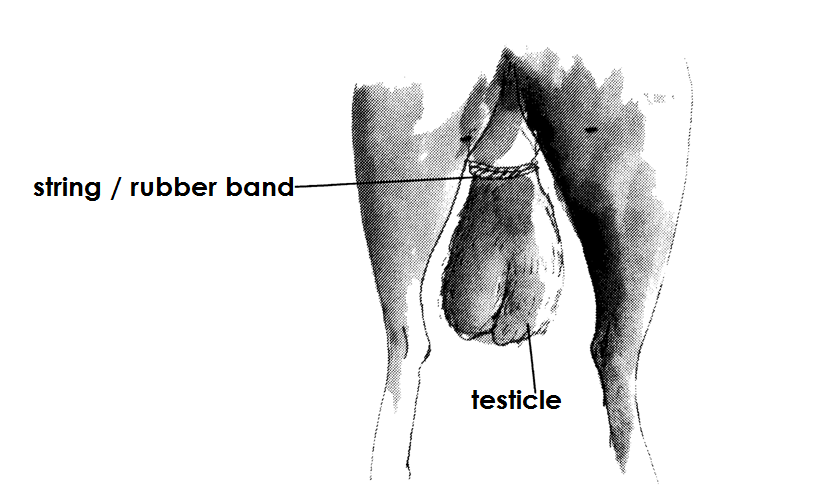 string / rubber band
testicle